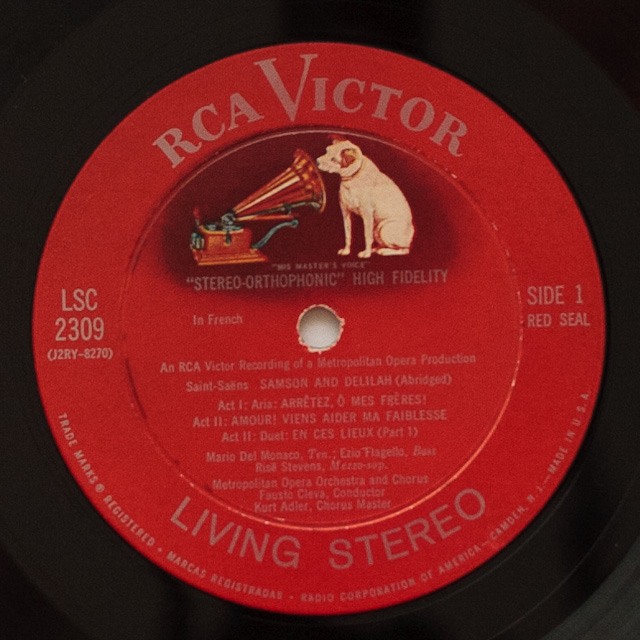 RCA VICTOR
"HIS MASTER'S VOICE"
"STEREO-ORTHOPHONIC" HIGH FIDELITY
LSC
2309
(J2RY-8270)
In French
SIDE 1
RED SEAL
An RCA Victor Recording of a Metropolitan Opera Production
Saint-Saëns SAMSON AND DELILAH (Abridged)
Act I: Aria: ARRÊTEZ, Ô MES FRÈRES!
Act II: AMOUR! VIENS AIDER MA FAIBLESSE
Act II: Duet: EN CES LIEUX (Part 1)
Mario Del Monaco, Ten.; Ezio Flagello, Bass
Risë Stevens, Mezzo-sop.
Metropolitan Opera Orchestra and Chorus
Fausto Cleva, Conductor
Kurt Adler, Chorus Master
LIVING STEREO
TRADE MARKS ® REGISTERED • MARCAS REGISTRADAS • RADIO CORPORATION OF AMERICA—CAMDEN, N. J.—MADE IN U.S.A.